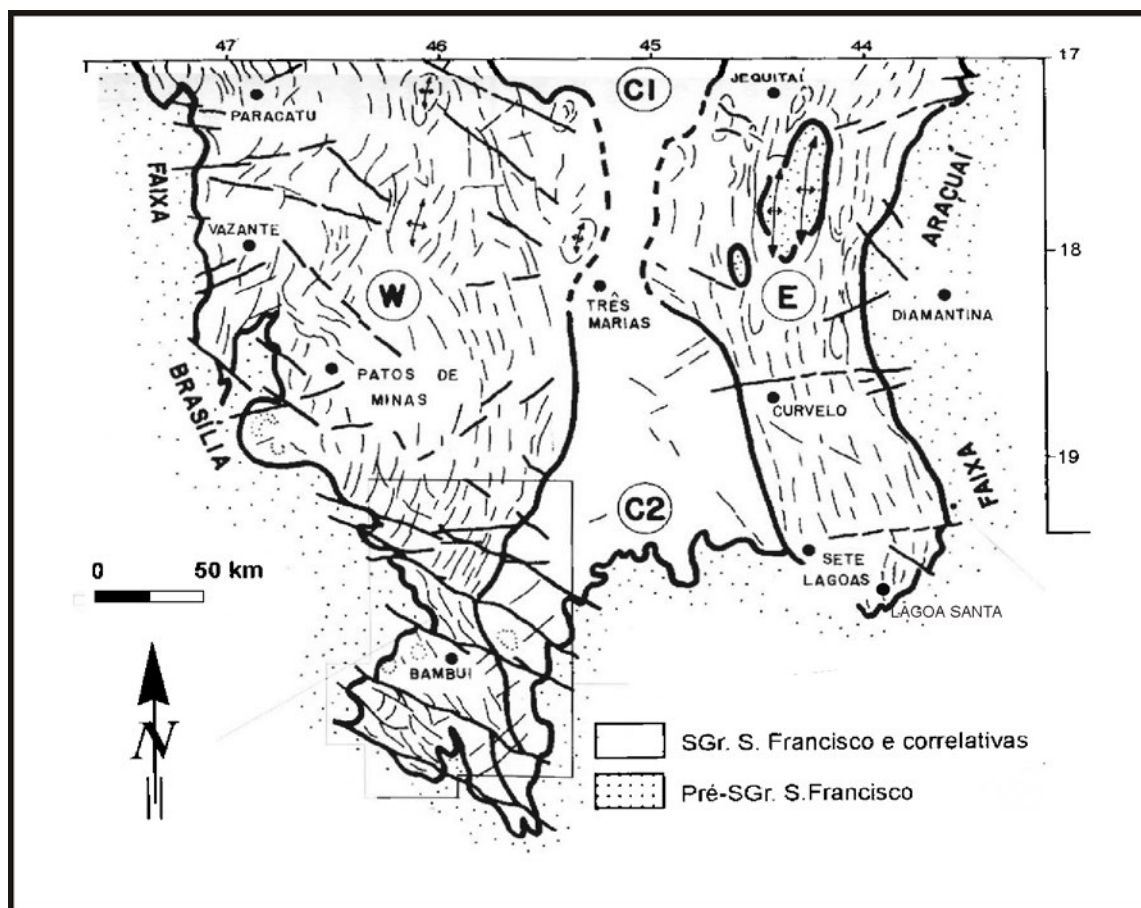 47 46 45 44
17
C1
JEQUITAÍ
PARACATU
FAIXA
ARAÇUAÍ
VAZANTE
18
W
E
TRÊS
MARIAS
DIAMANTINA
BRASÍLIA
PATOS DE
MINAS
CURVELO
19
FAIXA
C2
0 50 km
SETE
LAGOAS
LAGOA SANTA
BAMBUÍ
N
SGr. S. Francisco e correlativas
Pré-SGr. S.Francisco